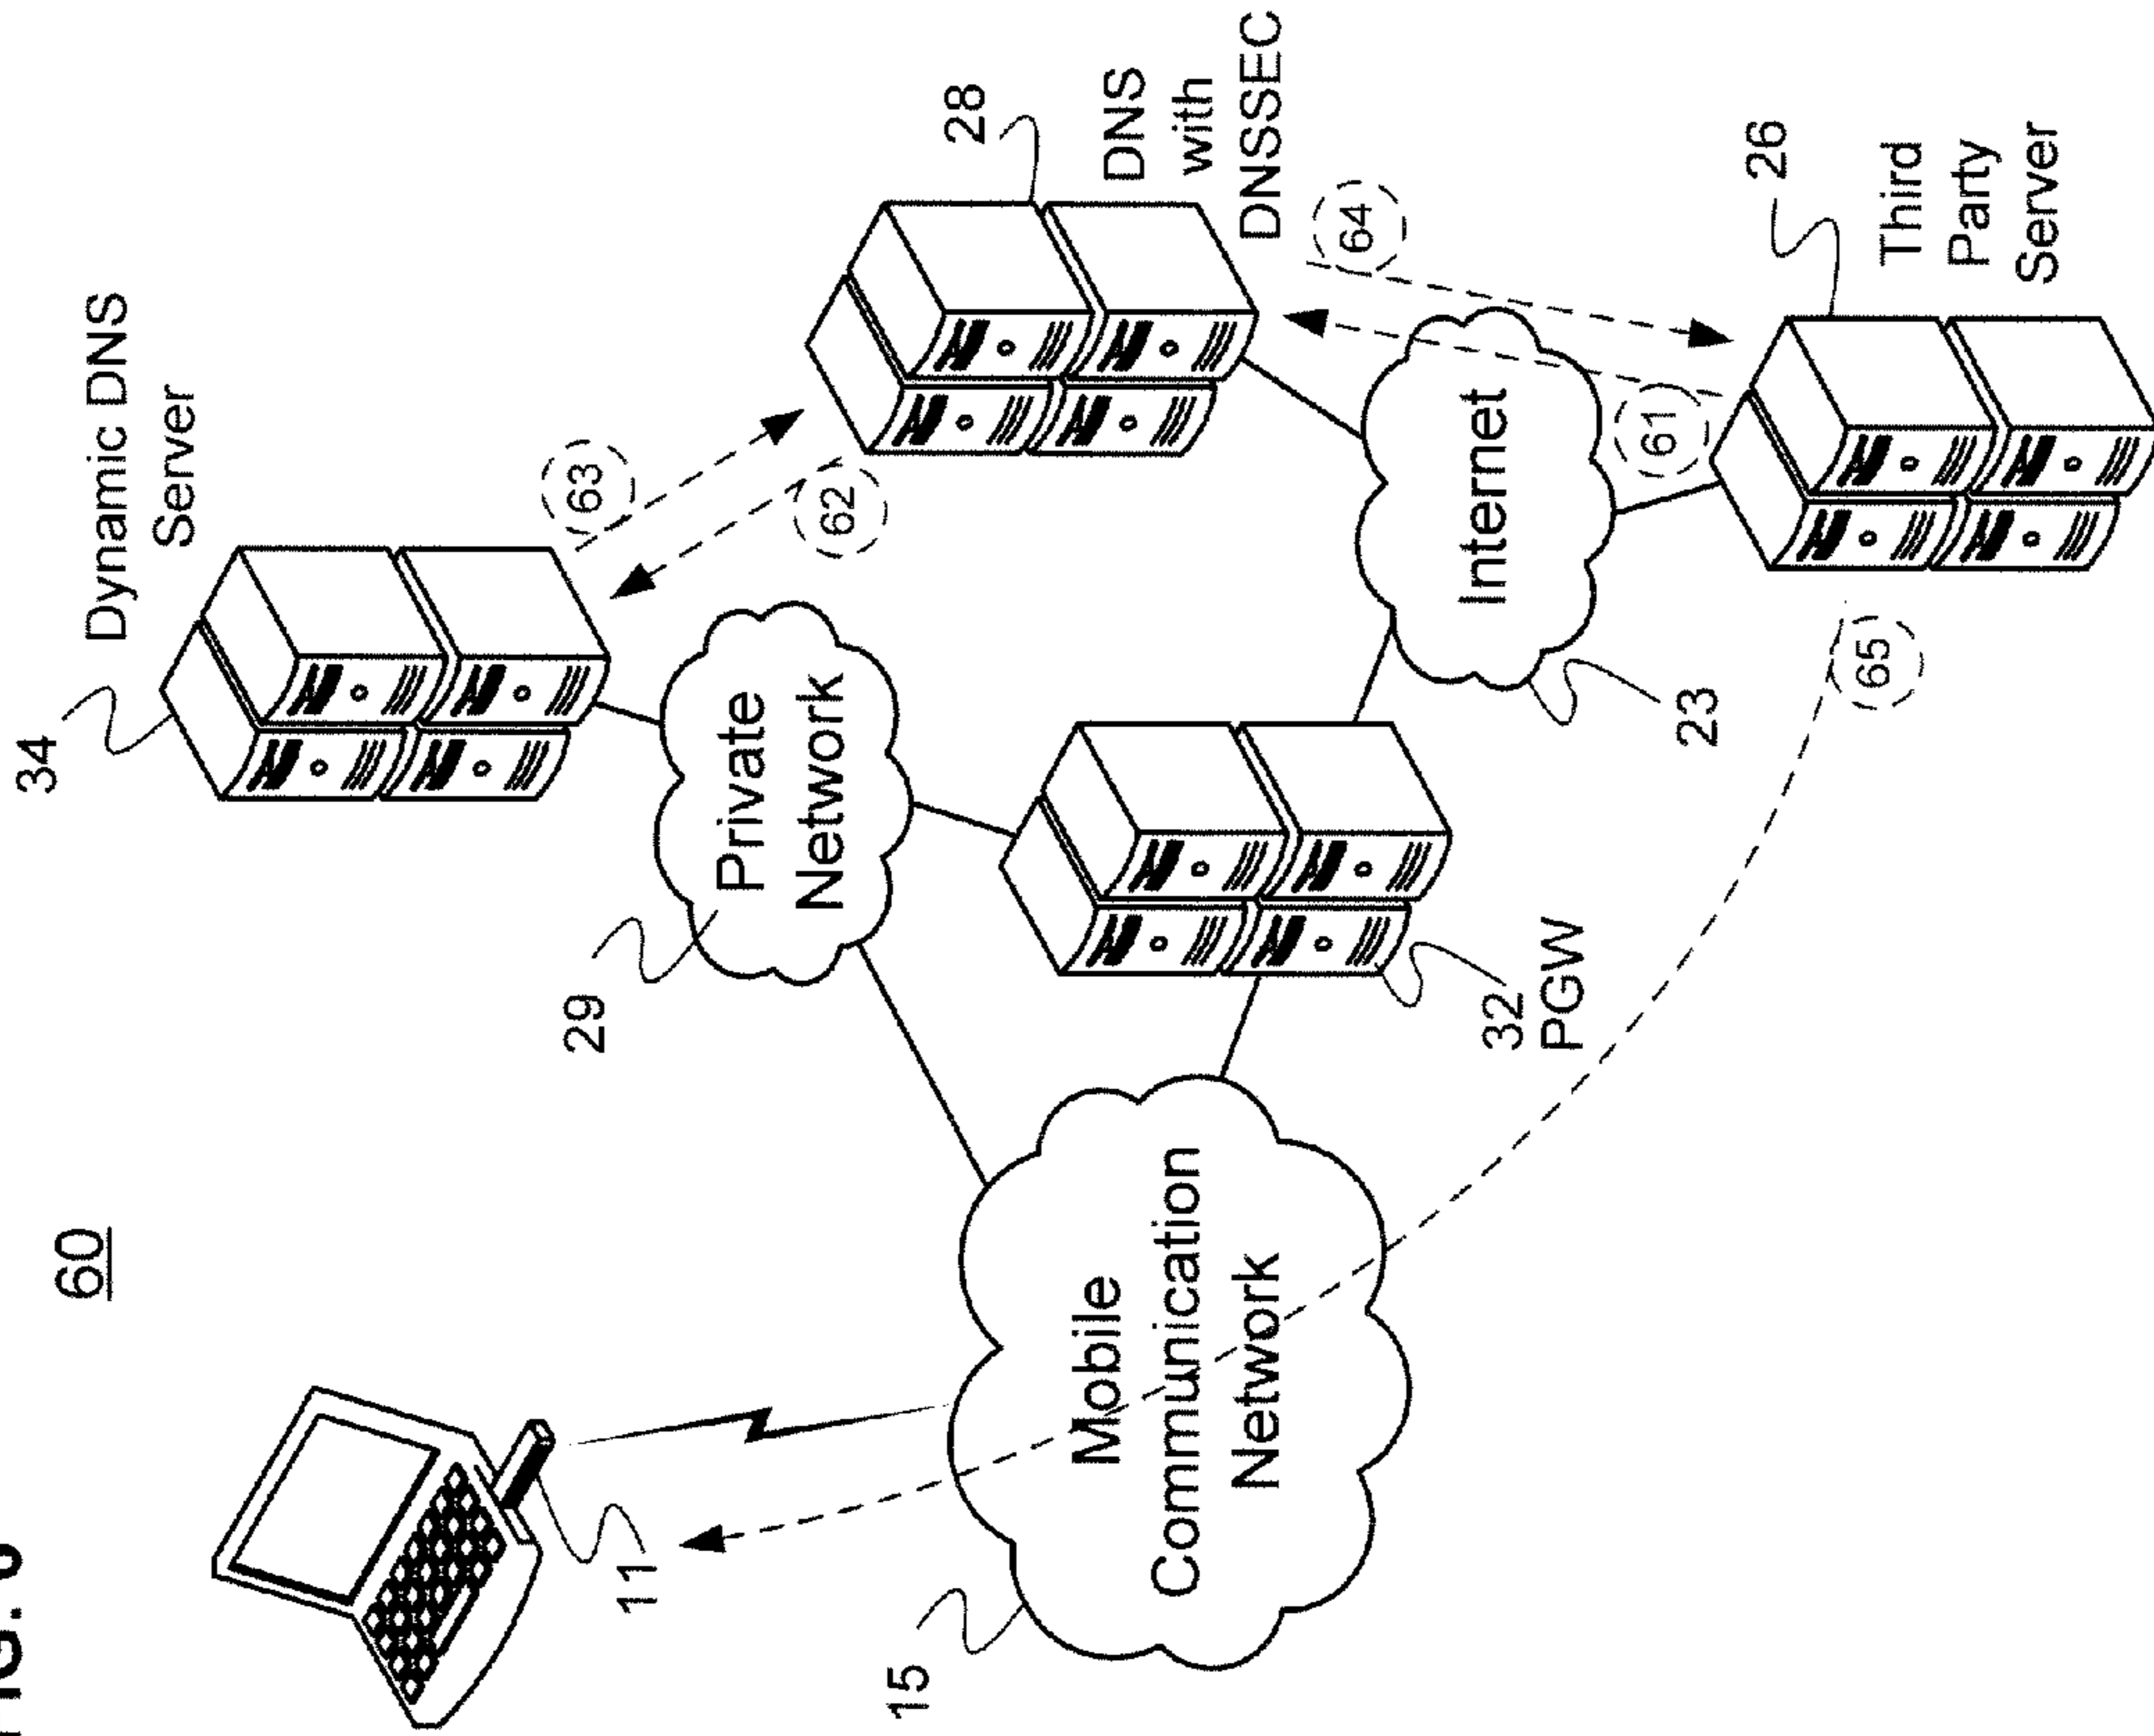 60
34
Dynamic DNS
Server
63
62
28
DNS
with
DNSSEC
29
Private
Network
64
61
11
Mobile
Communication
Network
15
32
PGW
Internet
23
26
Third
Party
Server
65